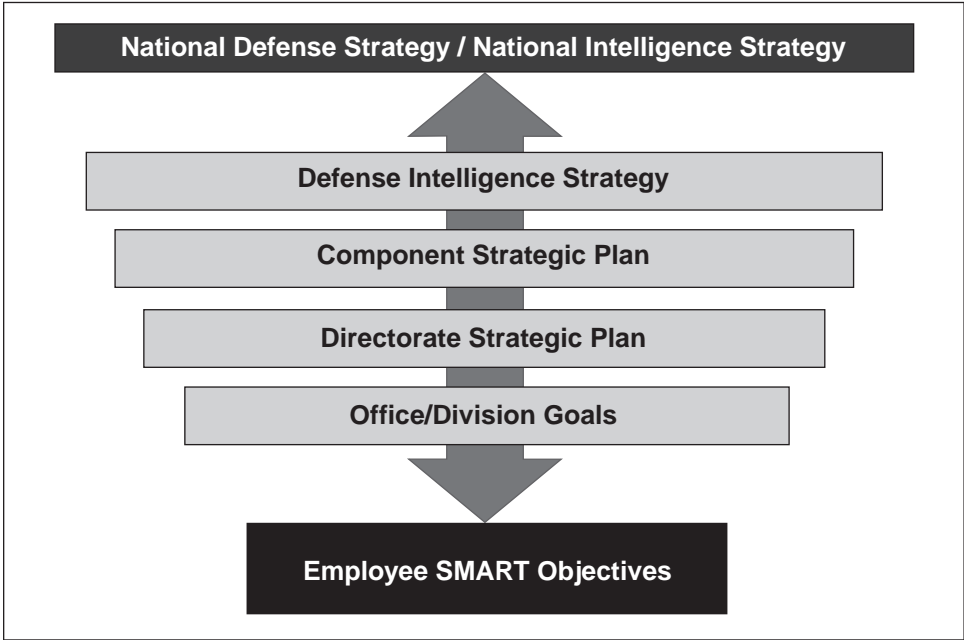 National Defense Strategy / National Intelligence Strategy
Defense Intelligence Strategy
Component Strategic Plan
Directorate Strategic Plan
Office/Division Goals
Employee SMART Objectives